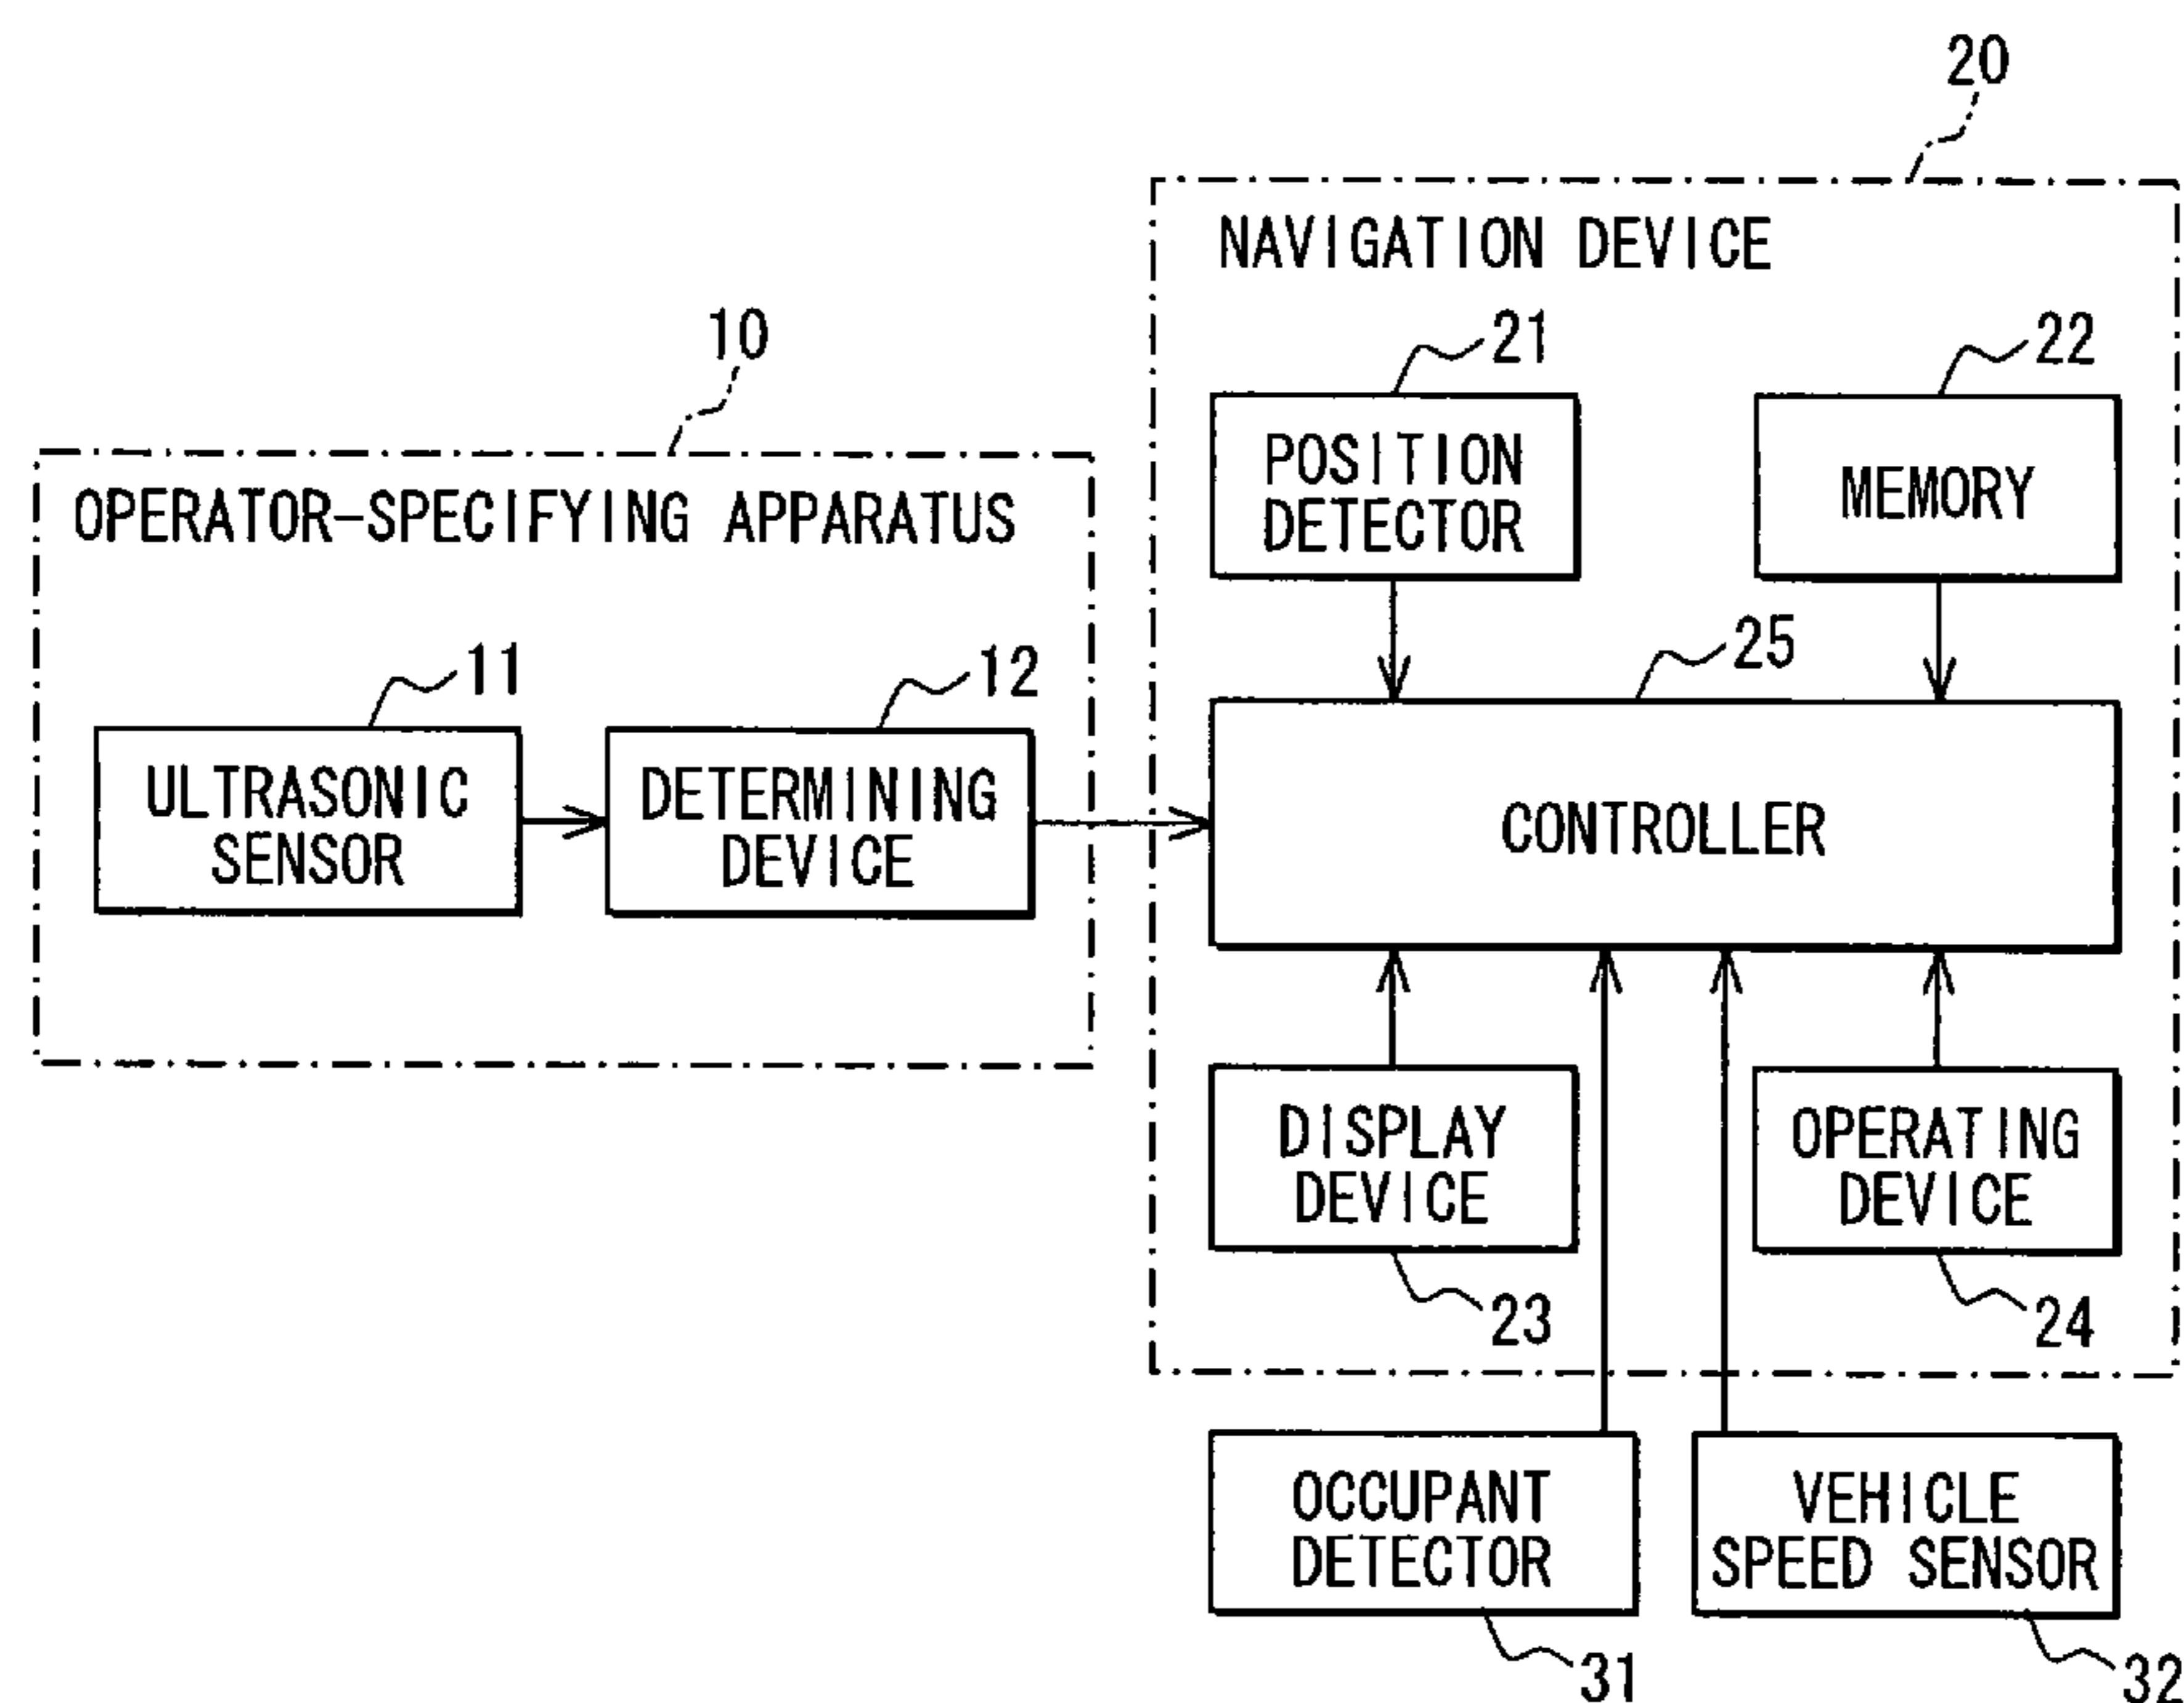 20
NAVIGATION DEVICE
10
21
22
OPERATOR-SPECIFYING APPARATUS
POSITION
DETECTOR
MEMORY
11
12
25
ULTRASONIC
SENSOR
DETERMINING
DEVICE
CONTROLLER
DISPLAY
DEVICE
OPERATING
DEVICE
23
24
OCCUPANT
DETECTOR
VEHICLE
SPEED SENSOR
31
32